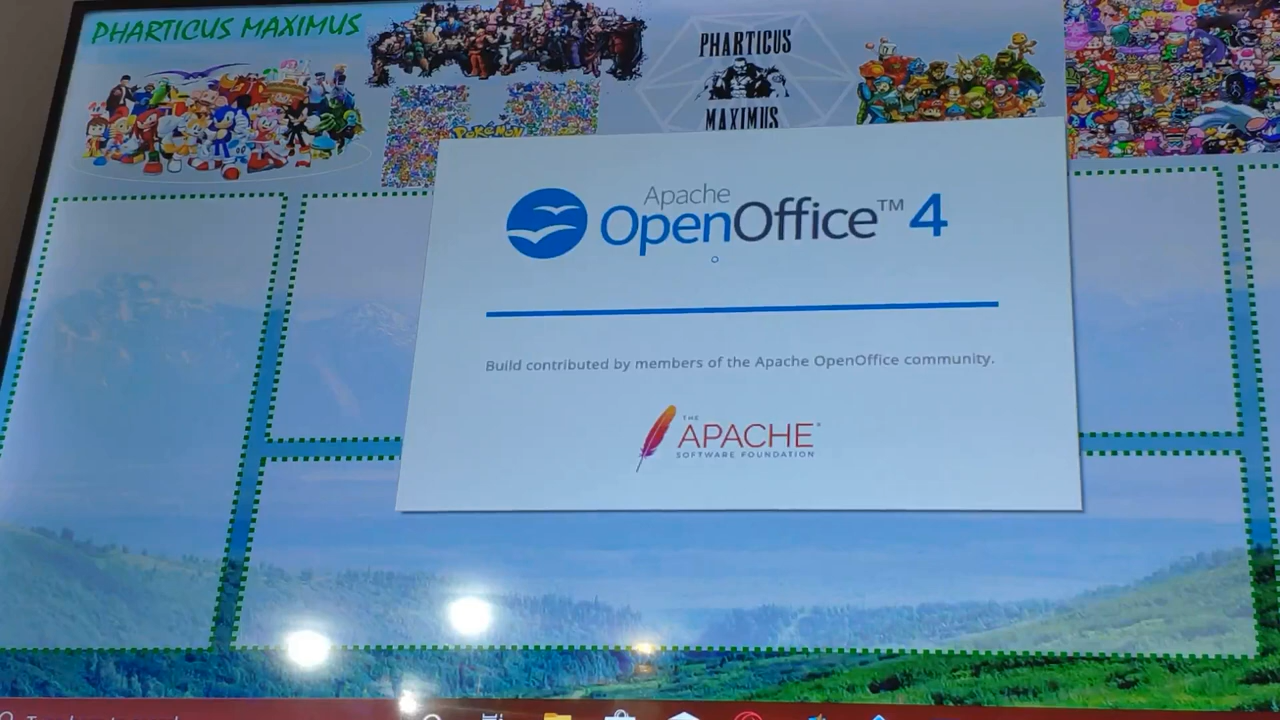 PHARTICUS MAXIMUS
PHARTICUS
MAXIMUS
POKéMON
Apache
OpenOffice™ 4
Build contributed by members of the Apache OpenOffice community.
THE
APACHE®
SOFTWARE FOUNDATION